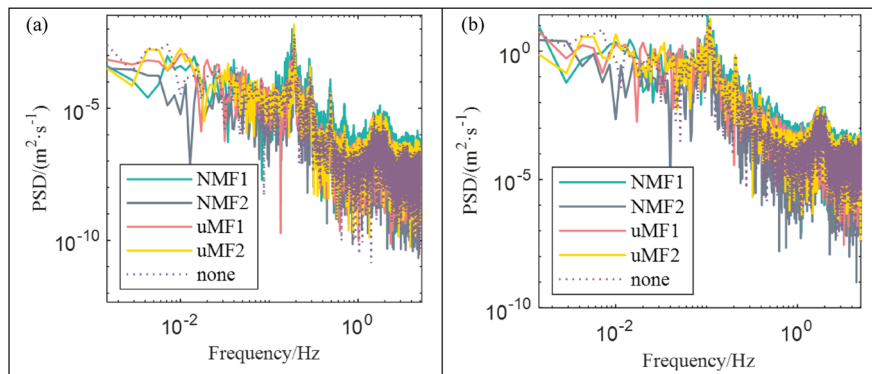 (a)
PSD/(m²·s⁻¹)
10⁻⁵
10⁻¹⁰
NMF1
NMF2
uMF1
uMF2
none
10⁻²
10⁰
Frequency/Hz
(b)
PSD/(m²·s⁻¹)
10⁰
10⁻⁵
10⁻¹⁰
NMF1
NMF2
uMF1
uMF2
none
10⁻²
10⁰
Frequency/Hz